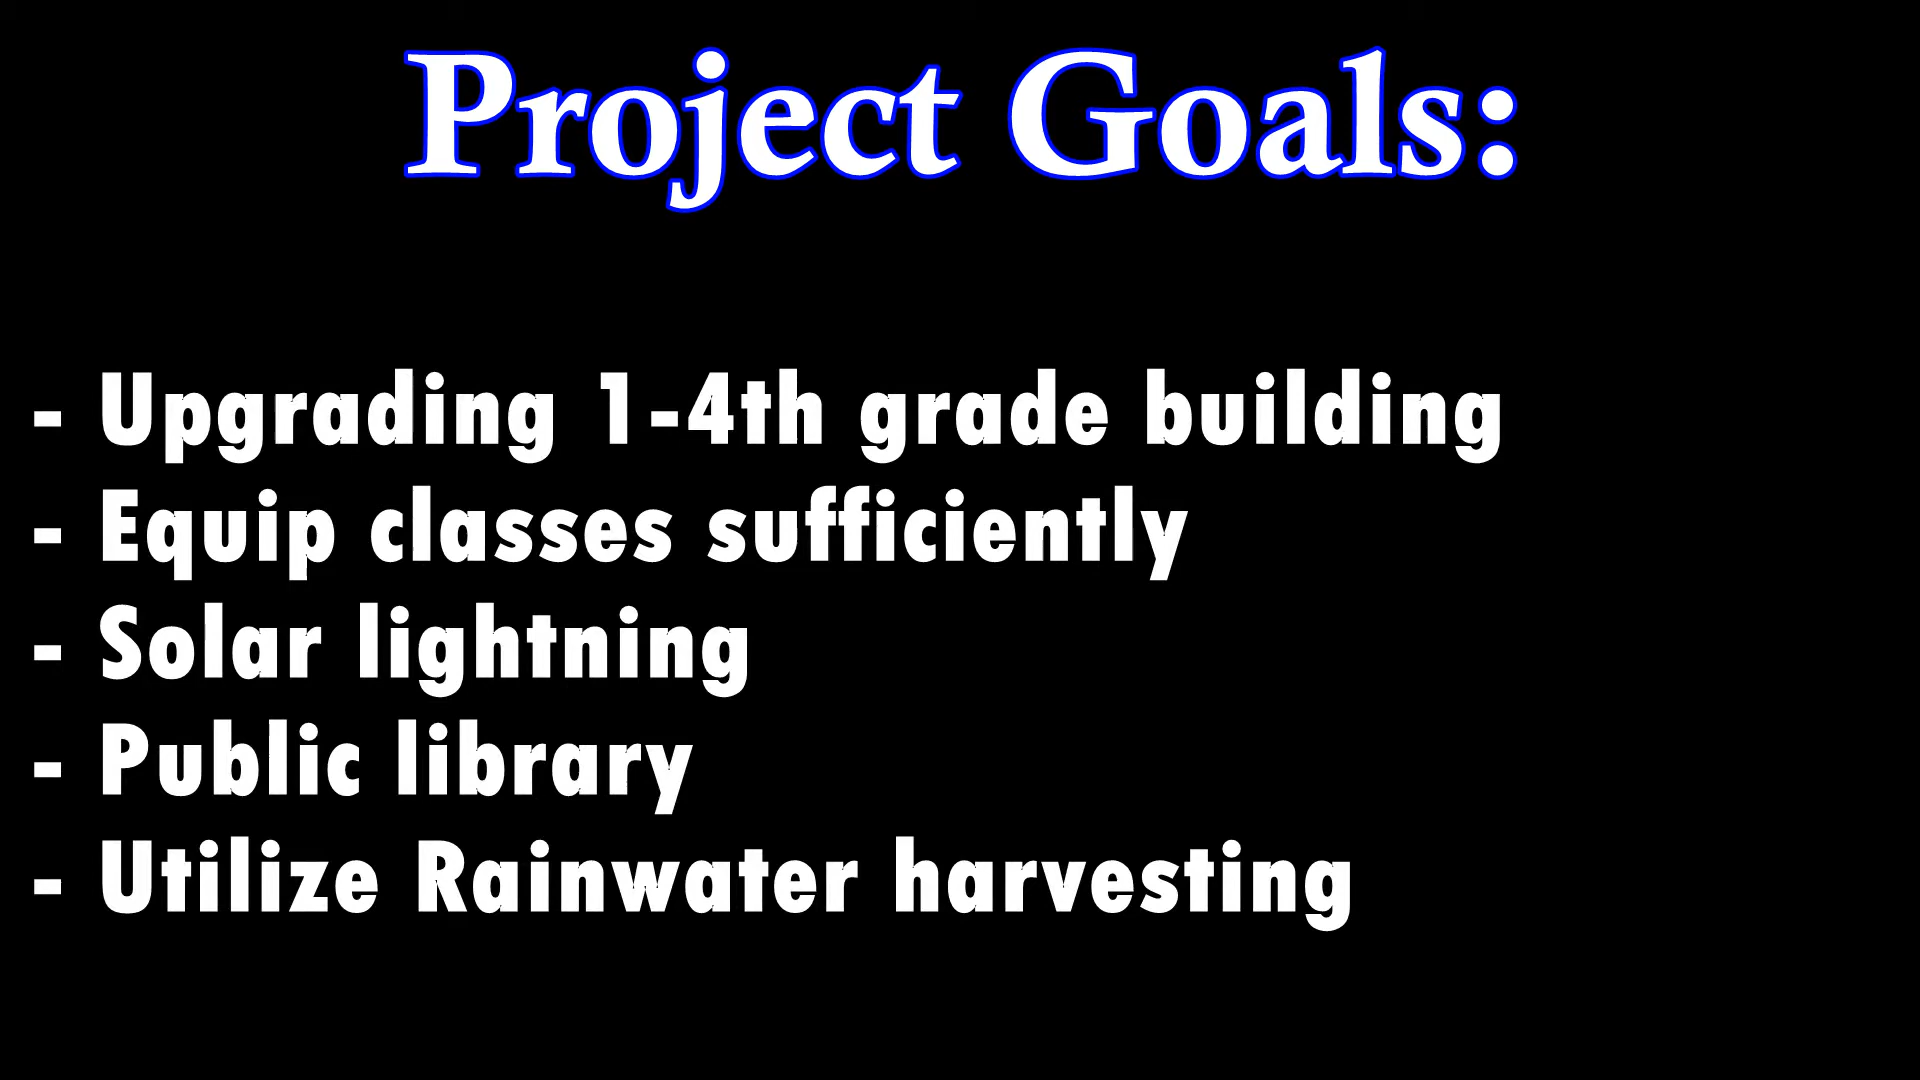 Project Goals:
- Upgrading 1-4th grade building
- Equip classes sufficiently
- Solar lightning
- Public library
- Utilize Rainwater harvesting